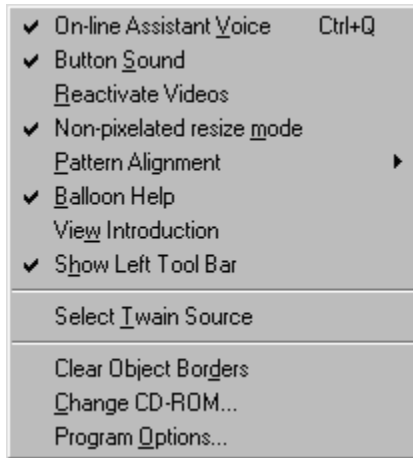 On-line Assistant Voice Ctrl+Q
Button Sound
Reactivate Videos
Non-pixelated resize mode
Pattern Alignment
Balloon Help
View Introduction
Show Left Tool Bar
Select Twain Source
Clear Object Borders
Change CD-ROM...
Program Options...